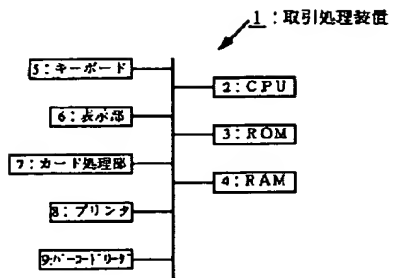 1:取引処理装置
5:キーボード
2:CPU
6:表示部
3:ROM
7:カード処理部
4:RAM
8:プリンタ
9:バーコードリーダ